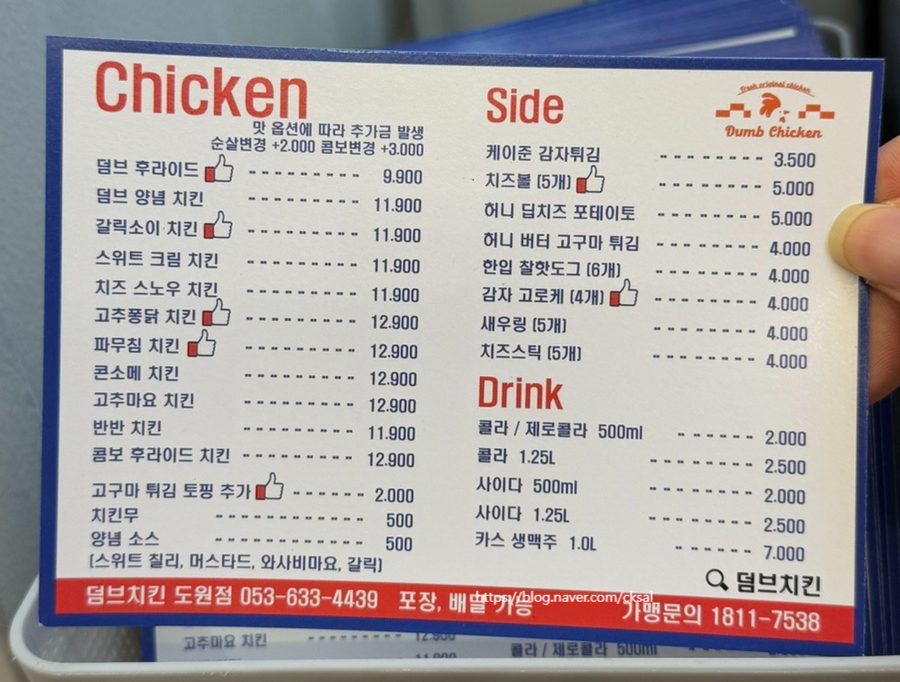 Chicken
맛 옵션에 따라 추가금 발생
순살변경 +2.000 콤보변경 +3.000
덤브 후라이드 9.900
덤브 양념 치킨 11.900
갈릭소이 치킨 11.900
스위트 크림 치킨 11.900
치즈 스노우 치킨 11.900
고추퐁닭 치킨 12.900
파무침 치킨 12.900
콘소메 치킨 12.900
고추마요 치킨 12.900
반반 치킨 11.900
콤보 후라이드 치킨 12.900
고구마 튀김 토핑 추가 2.000
치킨무 500
양념 소스 500
(스위트 칠리, 머스타드, 와사비마요, 갈릭)
Side
Fresh original chicken
Dumb Chicken
케이준 감자튀김 3.500
치즈볼 (5개) 5.000
허니 딥치즈 포테이토 5.000
허니 버터 고구마 튀김 4.000
한입 찰핫도그 (6개) 4.000
감자 고로케 (4개) 4.000
새우링 (5개) 4.000
치즈스틱 (5개) 4.000
Drink
콜라 / 제로콜라 500ml 2.000
콜라 1.25L 2.500
사이다 500ml 2.000
사이다 1.25L 2.500
카스 생맥주 1.0L 7.000
덤브치킨
덤브치킨 도원점 053-633-4439 포장, 배달 가능 가맹문의 1811-7538
https://blog.naver.com/cksal
고추마요 치킨 12.900 콜라 / 제로콜라 500ml
11.900